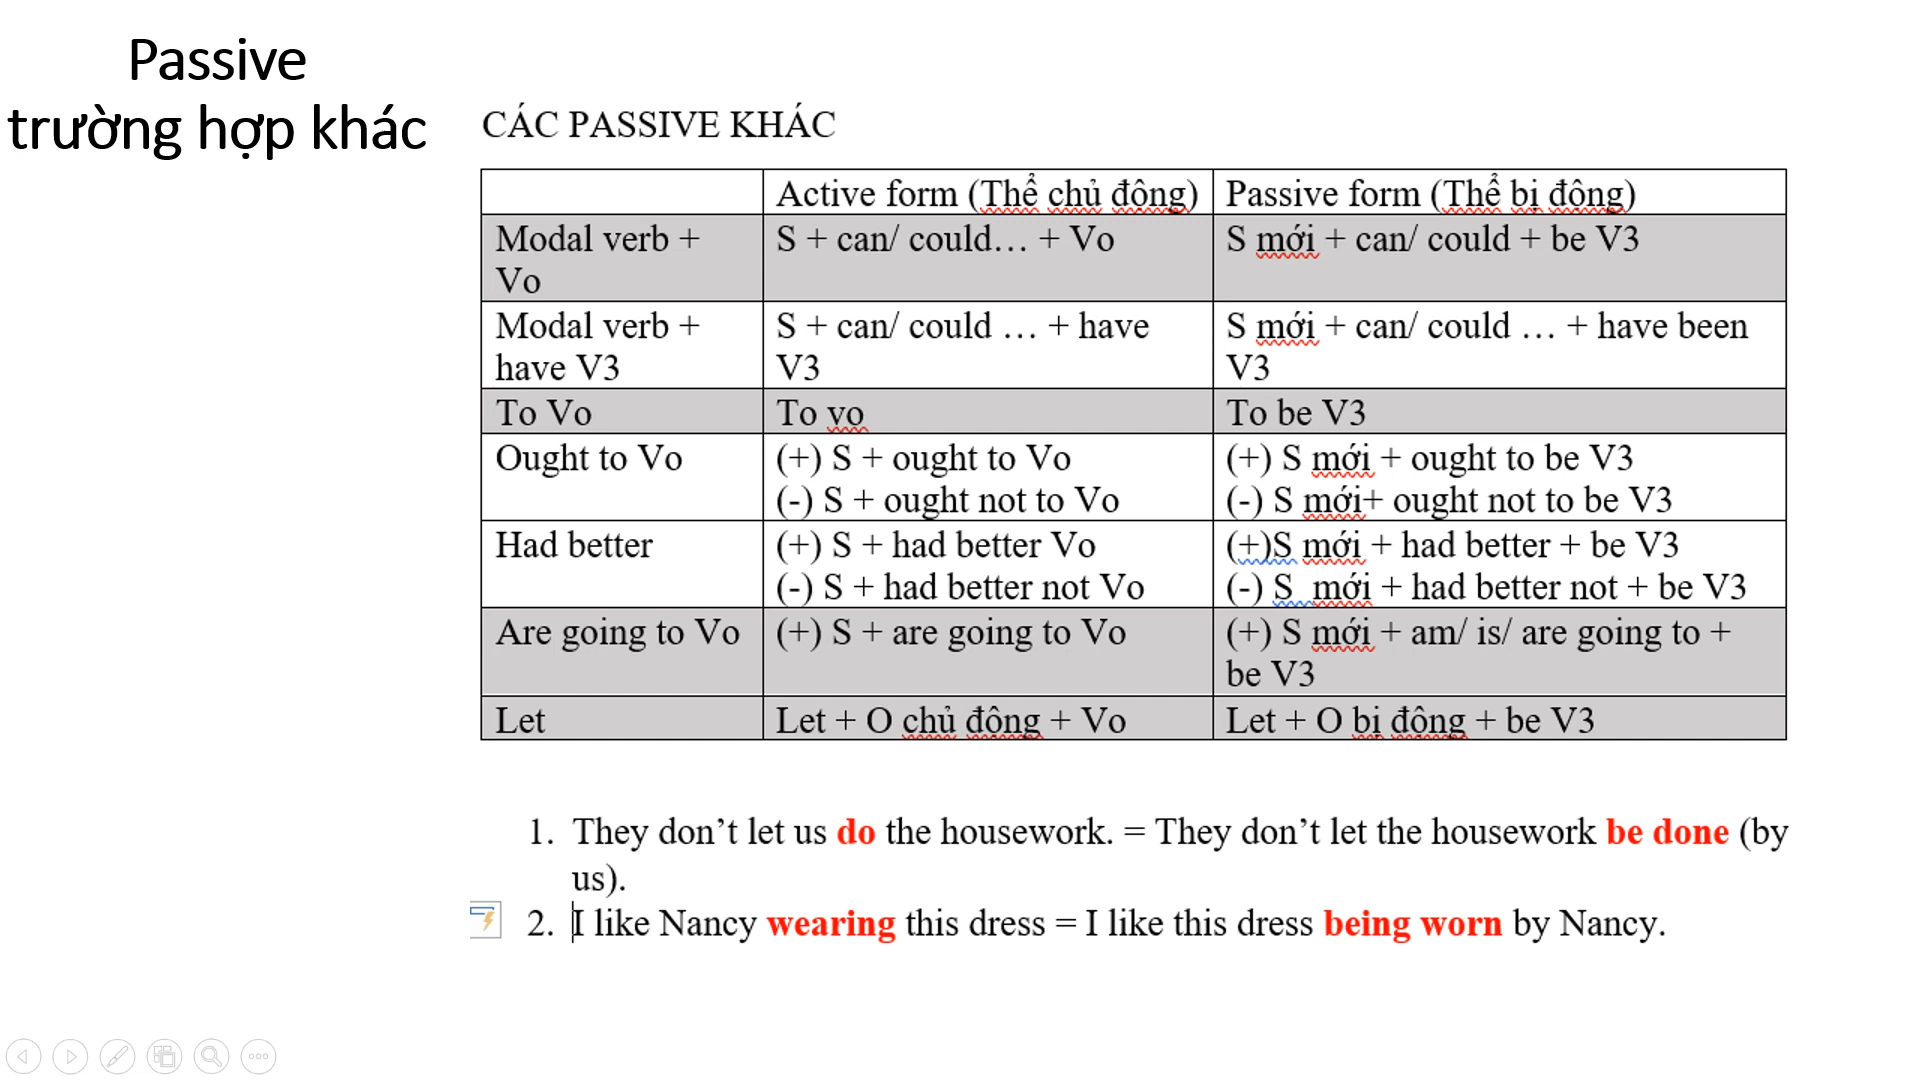 Passive
trường hợp khác
CÁC PASSIVE KHÁC
Active form (Thể chủ động) Passive form (Thể bị động)
Modal verb + Vo S + can/ could… + Vo S mới + can/ could + be V3
Modal verb + have V3 S + can/ could … + have V3 S mới + can/ could … + have been V3
To Vo To vo To be V3
Ought to Vo (+) S + ought to Vo (+) S mới + ought to be V3
(-) S + ought not to Vo (-) S mới+ ought not to be V3
Had better (+) S + had better Vo (+)S mới + had better + be V3
(-) S + had better not Vo (-) S mới + had better not + be V3
Are going to Vo (+) S + are going to Vo (+) S mới + am/ is/ are going to + be V3
Let Let + O chủ động + Vo Let + O bị động + be V3
1. They don’t let us do the housework. = They don’t let the housework be done (by
us).
2. I like Nancy wearing this dress = I like this dress being worn by Nancy.